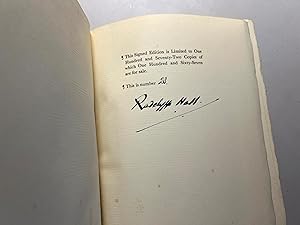 ¶ This Signed Edition is Limited to One
Hundred and Seventy-Two Copies of
which One Hundred and Sixty-Seven
are for sale.
¶ This is number
Radclyffe Hall.